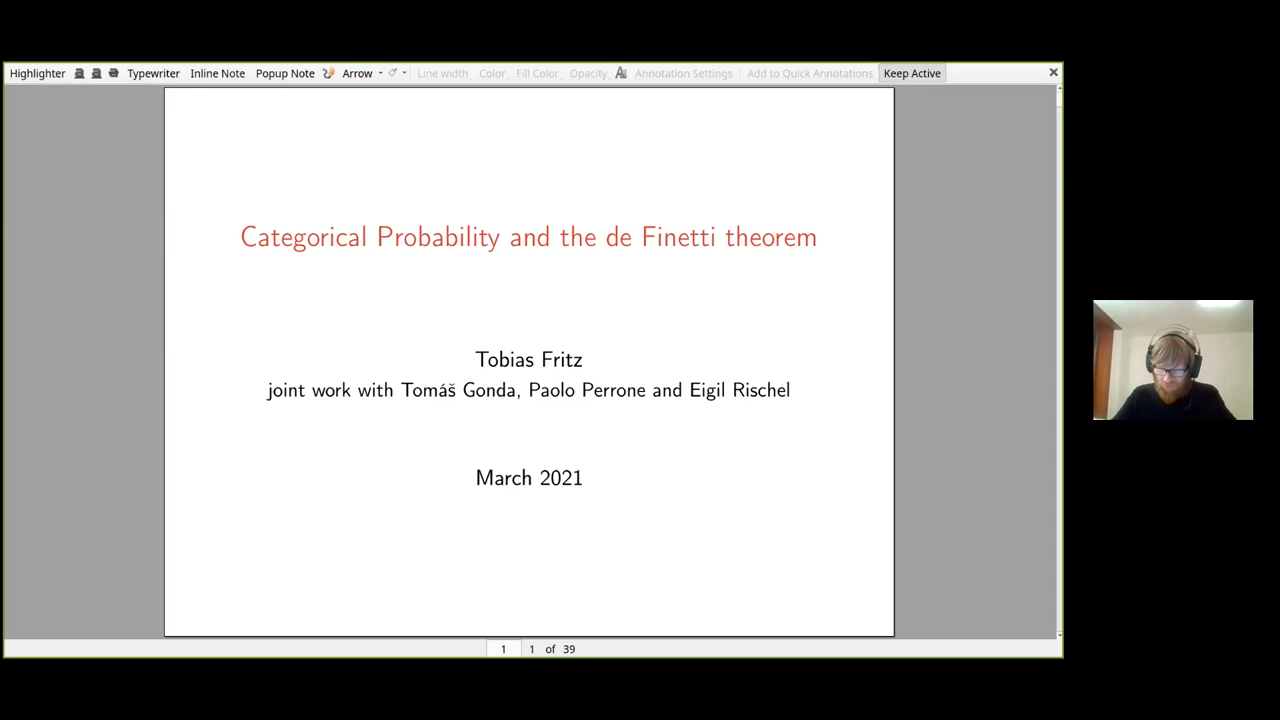 Highlighter Typewriter Inline Note Popup Note Arrow Line width Color Fill Color Opacity Annotation Settings Add to Quick Annotations Keep Active
Categorical Probability and the de Finetti theorem
Tobias Fritz
joint work with Tomáš Gonda, Paolo Perrone and Eigil Rischel
March 2021
1 1 of 39